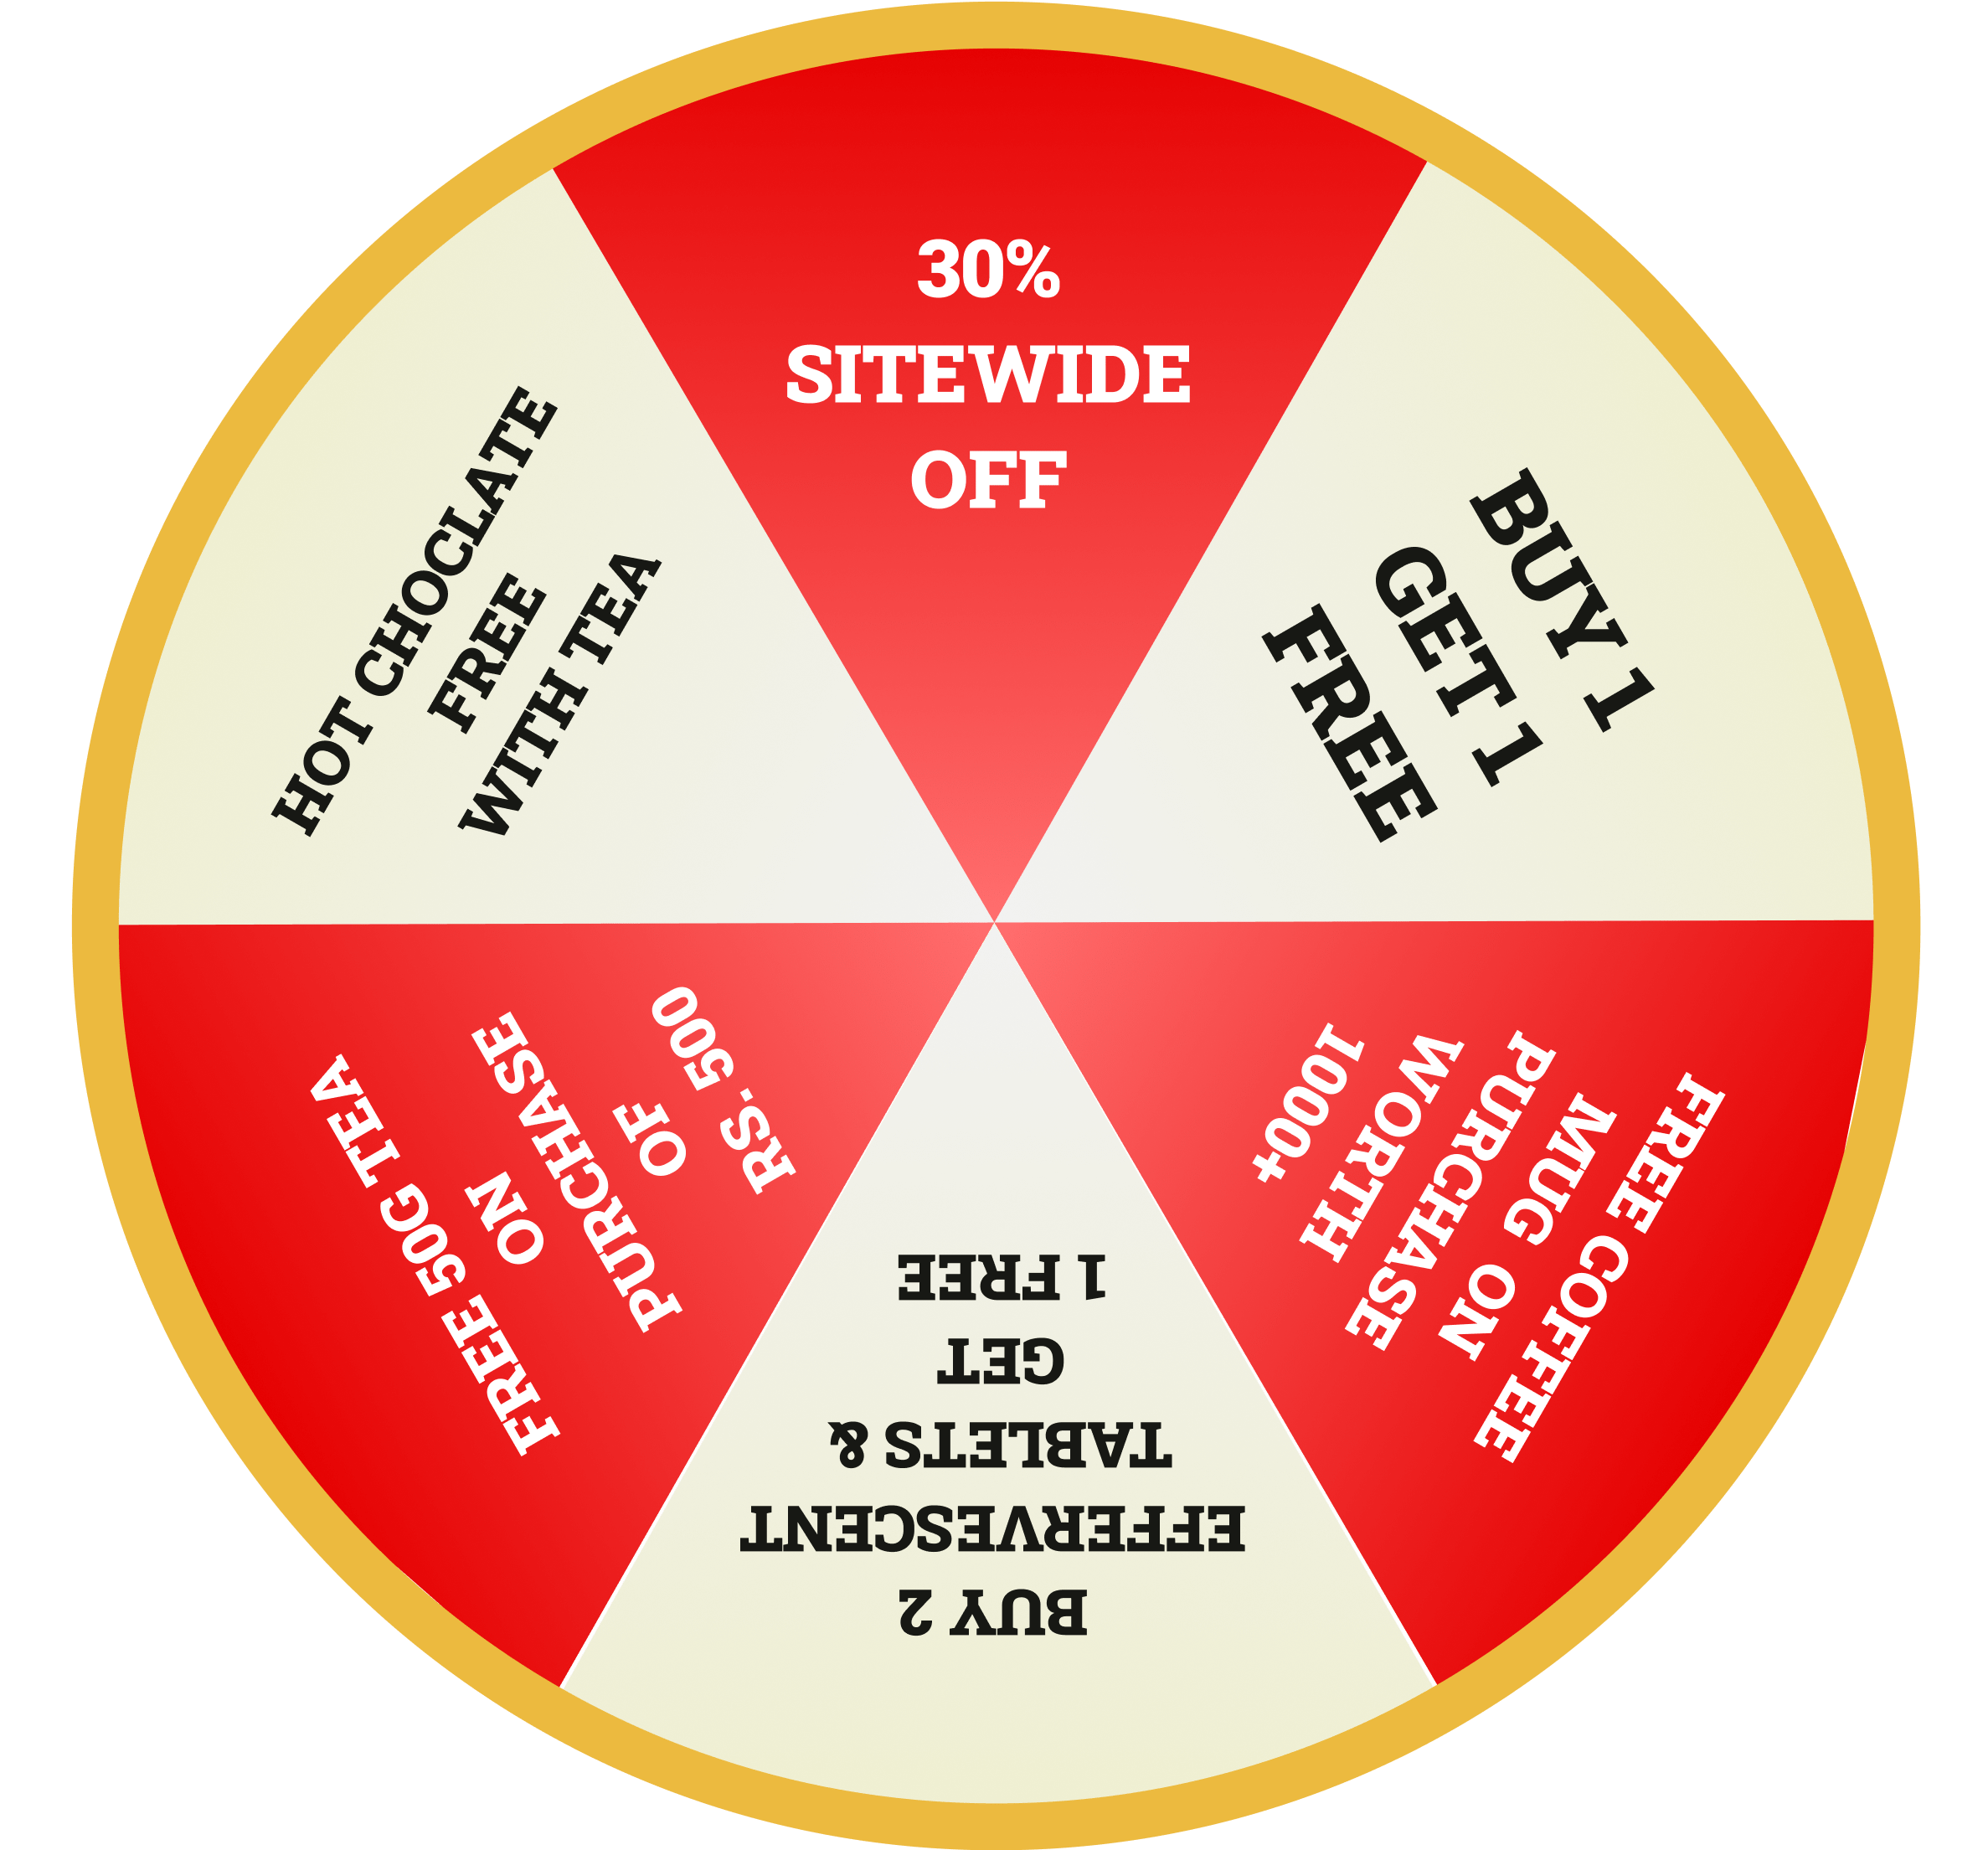 30%
SITEWIDE
OFF
BUY 1
GET 1
FREE
FREE COFFEE
MUG ON
PURCHASE
WORTH
1000+
BUY 2
EFFERVESCENT
TABLETS &
GET
1 FREE
FREE 50G TEA
ON
PURCHASE
OF
RS. 500
HOT CHOCLATE
FREE
WITH TEA